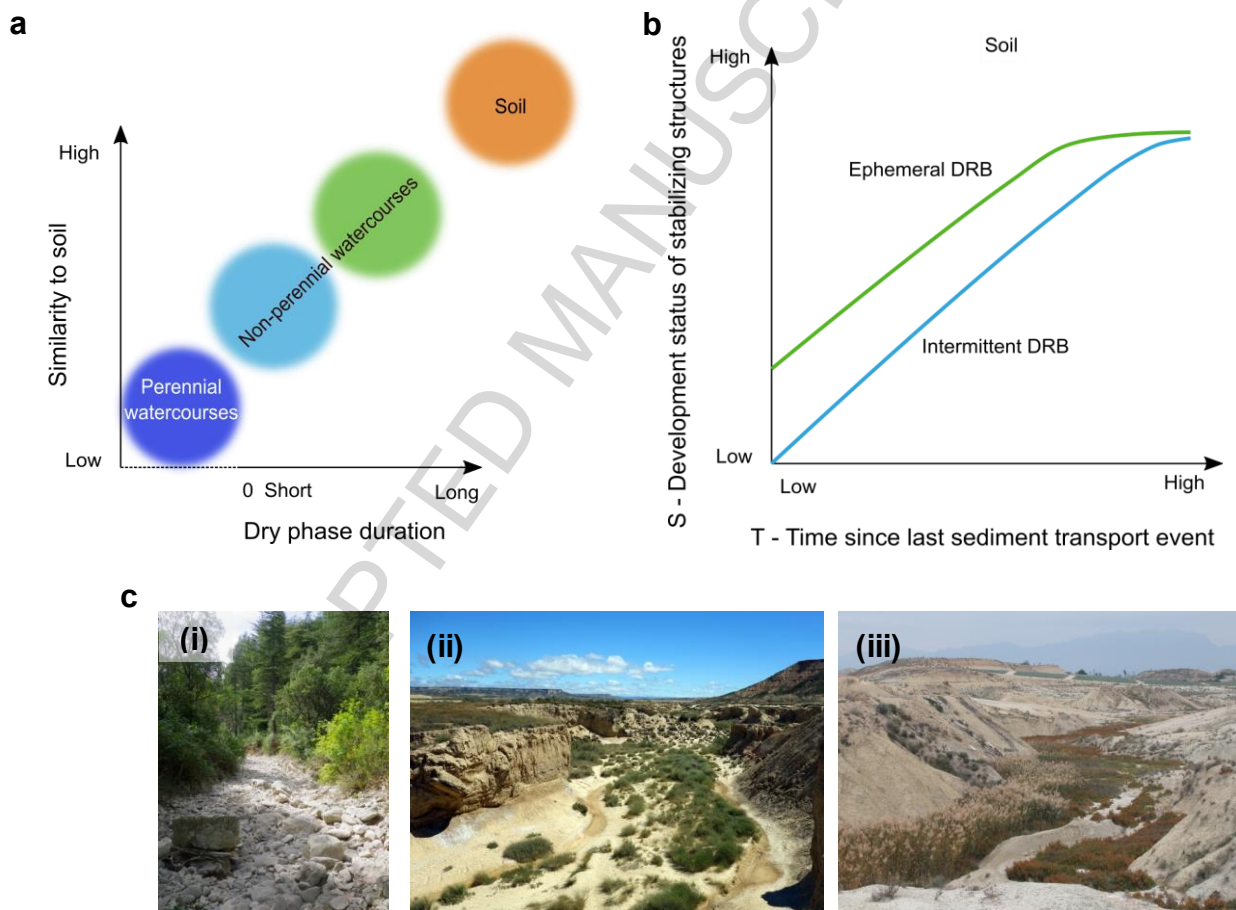 a
High
Similarity to soil
Low
Perennial
watercourses
Non-perennial watercourses
Soil
0 Short
Long
Dry phase duration
b
Soil
High
S - Development status of stabilizing structures
Ephemeral DRB
Intermittent DRB
Low
Low
High
T - Time since last sediment transport event
PTED MANUSC
c
(i)
(ii)
(iii)